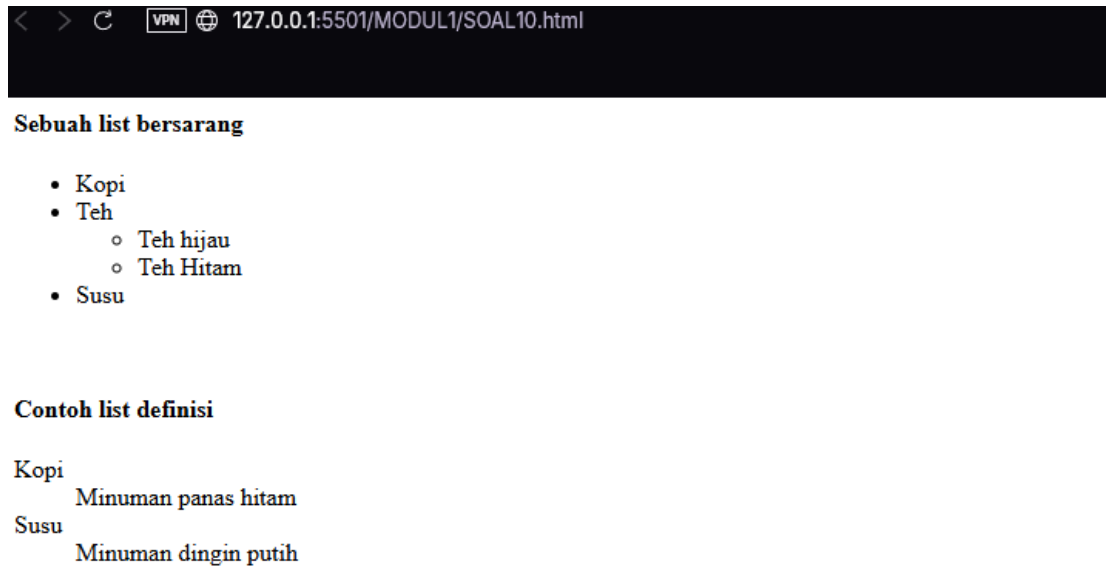 VPN 127.0.0.1:5501/MODUL1/SOAL10.html
Sebuah list bersarang
Kopi
Teh
Teh hijau
Teh Hitam
Susu
Contoh list definisi
Kopi
Minuman panas hitam
Susu
Minuman dingin putih